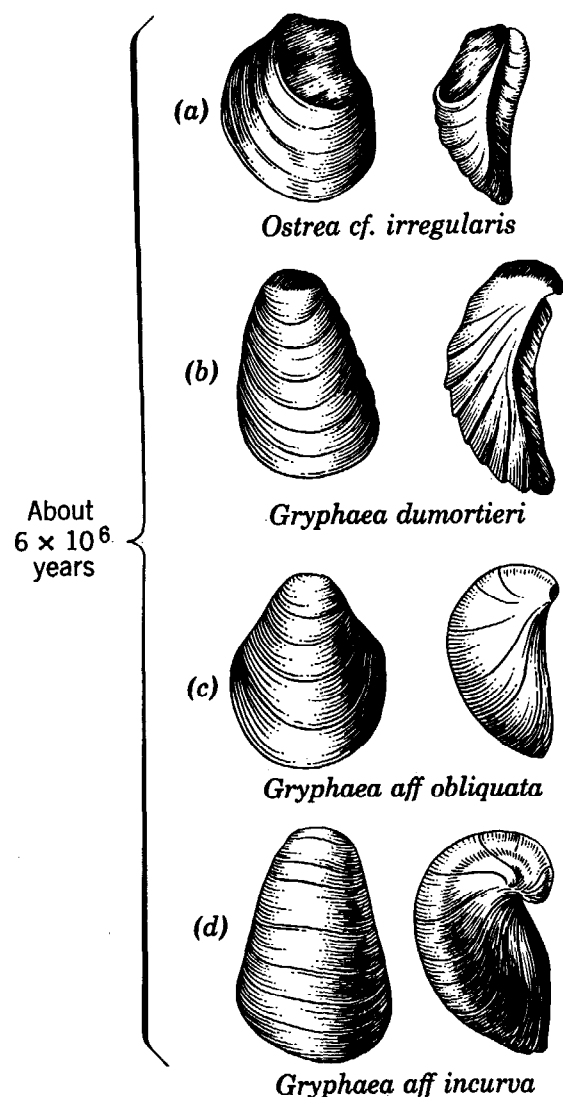 (a)
Ostrea cf. irregularis
(b)
Gryphaea dumortieri
About
6 × 10⁶
years
(c)
Gryphaea aff obliquata
(d)
Gryphaea aff incurva